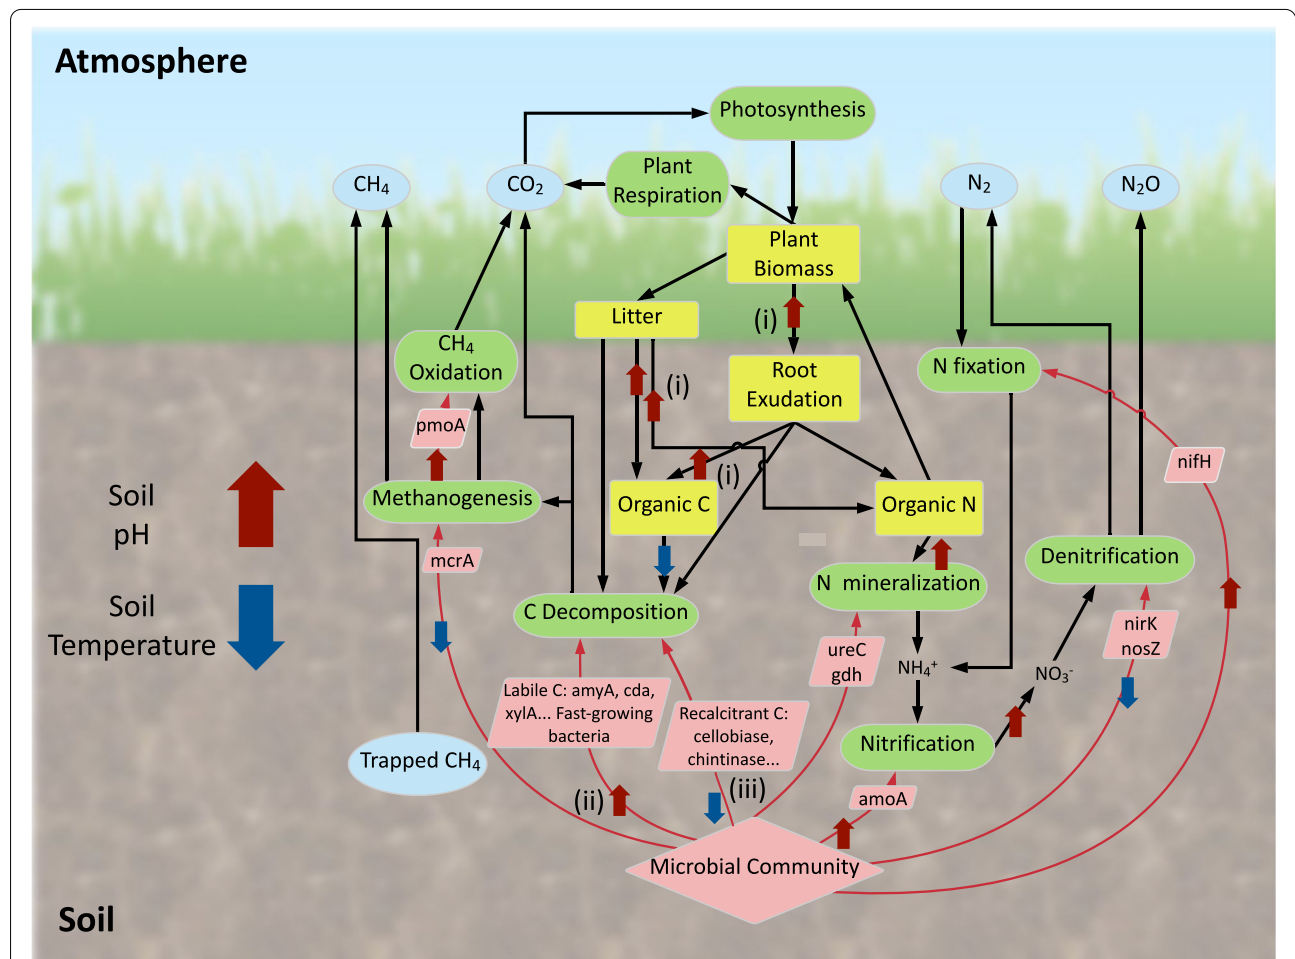 Atmosphere
Photosynthesis
Plant
Respiration
CH₄
CO₂
N₂
N₂O
Plant
Biomass
Litter
(i)
CH₄
Oxidation
Root
Exudation
N fixation
(i)
pmoA
nifH
Soil
pH
Methanogenesis
Organic C
(i)
Organic N
mcrA
Denitrification
Soil
Temperature
C Decomposition
N mineralization
nirK
nosZ
ureC
gdh
NH₄⁺
NO₃⁻
Labile C: amyA, cda,
xylA... Fast-growing
bacteria
Recalcitrant C:
cellobiase,
chintinase...
Nitrification
Trapped CH₄
(ii)
(iii)
amoA
Microbial Community
Soil